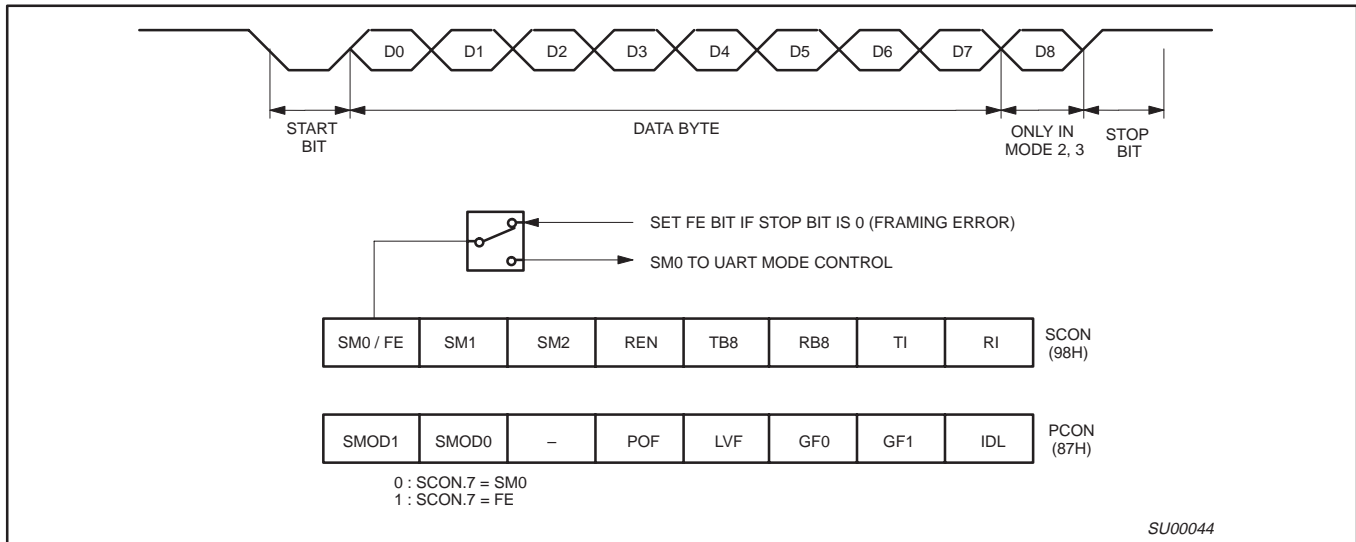 D0 D1 D2 D3 D4 D5 D6 D7 D8
START
BIT
DATA BYTE
ONLY IN
MODE 2, 3
STOP
BIT
SET FE BIT IF STOP BIT IS 0 (FRAMING ERROR)
SM0 TO UART MODE CONTROL
SM0 / FE SM1 SM2 REN TB8 RB8 TI RI
SCON
(98H)
SMOD1 SMOD0 – POF LVF GF0 GF1 IDL
PCON
(87H)
0 : SCON.7 = SM0
1 : SCON.7 = FE
SU00044